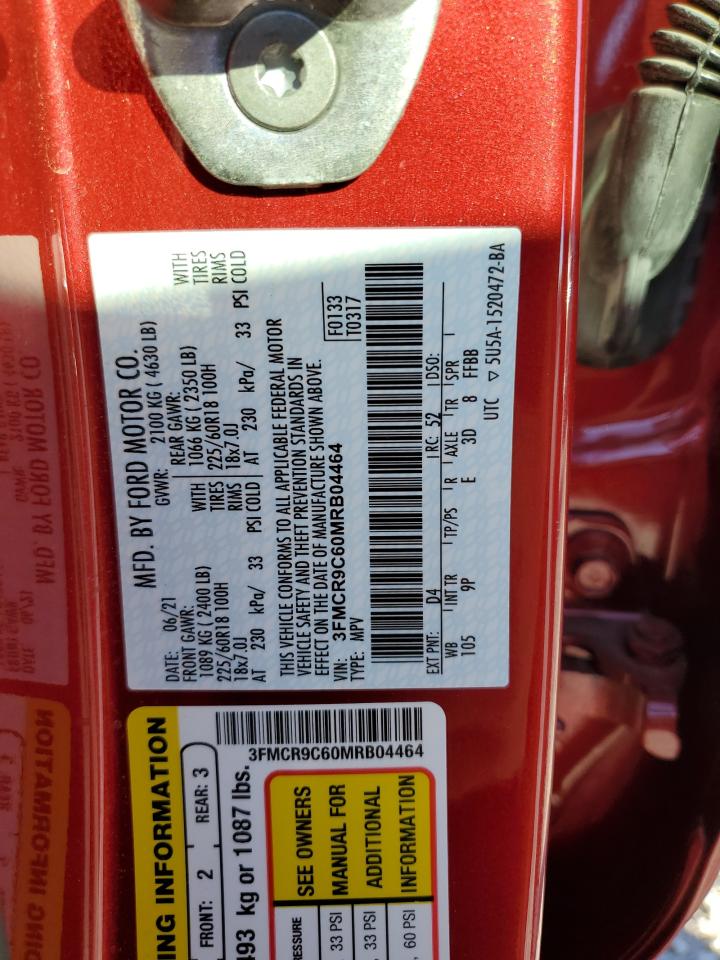 MFD. BY FORD MOTOR CO.
DATE: 06/21 GVWR: 2100 KG ( 4630 LB)
FRONT GAWR: REAR GAWR:
1089 KG ( 2400 LB) WITH 1066 KG ( 2350 LB) WITH
225/60R18 100H TIRES 225/60R18 100H TIRES
18x7.0J RIMS 18x7.0J RIMS
AT 230 kPa/ 33 PSI COLD AT 230 kPa/ 33 PSI COLD
THIS VEHICLE CONFORMS TO ALL APPLICABLE FEDERAL MOTOR
VEHICLE SAFETY AND THEFT PREVENTION STANDARDS IN
EFFECT ON THE DATE OF MANUFACTURE SHOWN ABOVE.
VIN: 3FMCR9C60MRB04464 F0133
TYPE: MPV T0317
EXT PNT: D4 RC: 52 DSO:
WB INT TR TP/PS R AXLE TR SPR
105 9P E 3D 8 FFBB
UTC ▽ 5U5A-1520472-BA
ING INFORMATION
FRONT: 2 REAR: 3
493 kg or 1087 lbs.
3FMCR9C60MRB04464
SEE OWNERS
MANUAL FOR
ADDITIONAL
INFORMATION
RESSURE
33 PSI
33 PSI
60 PSI